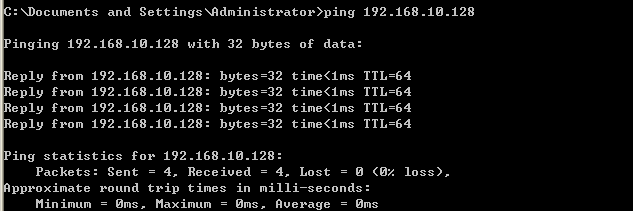 C:\Documents and Settings\Administrator>ping 192.168.10.128
Pinging 192.168.10.128 with 32 bytes of data:
Reply from 192.168.10.128: bytes=32 time<1ms TTL=64
Reply from 192.168.10.128: bytes=32 time<1ms TTL=64
Reply from 192.168.10.128: bytes=32 time<1ms TTL=64
Reply from 192.168.10.128: bytes=32 time<1ms TTL=64
Ping statistics for 192.168.10.128:
    Packets: Sent = 4, Received = 4, Lost = 0 (0% loss),
Approximate round trip times in milli-seconds:
    Minimum = 0ms, Maximum = 0ms, Average = 0ms